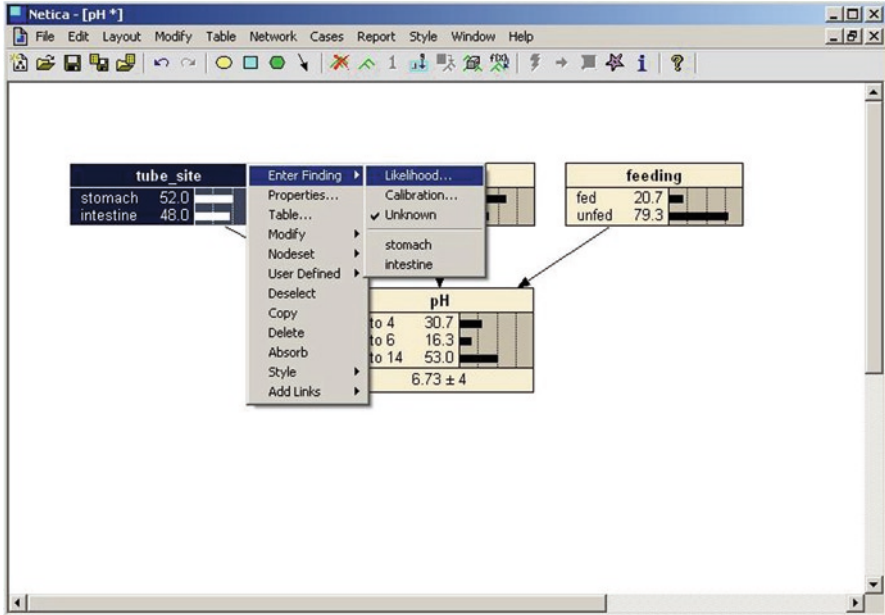 Netica - [pH *]
File Edit Layout Modify Table Network Cases Report Style Window Help
1 f(x) i ?
tube_site
stomach 52.0
intestine 48.0
Enter Finding
Properties...
Table...
Modify
Nodeset
User Defined
Deselect
Copy
Delete
Absorb
Style
Add Links
Likelihood...
Calibration...
Unknown
stomach
intestine
feeding
fed 20.7
unfed 79.3
pH
to 4 30.7
to 6 16.3
to 14 53.0
6.73 ± 4